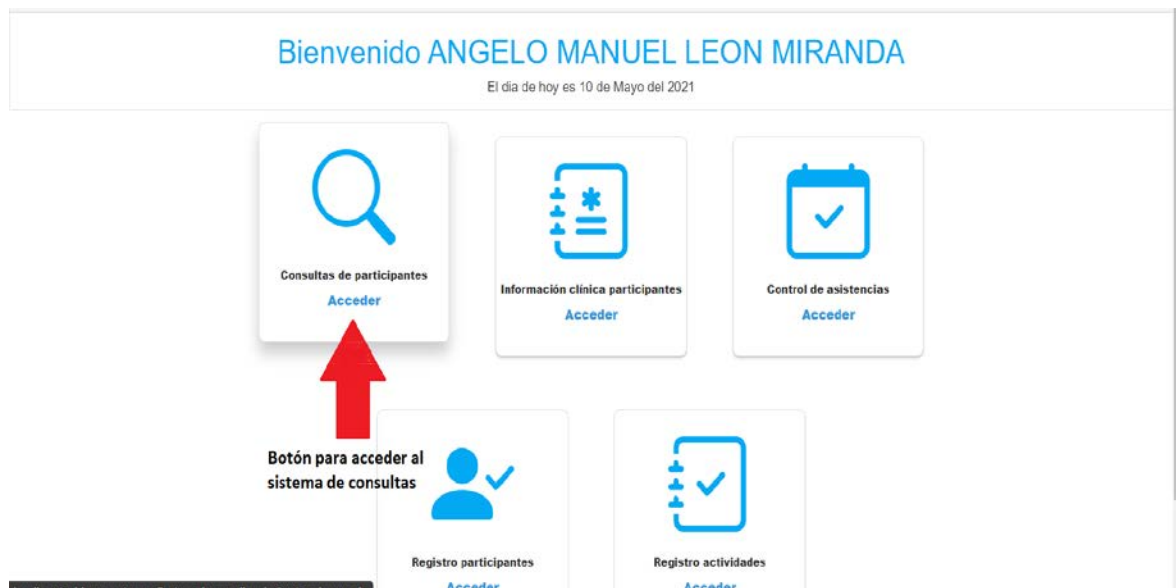 Bienvenido ANGELO MANUEL LEON MIRANDA
El dia de hoy es 10 de Mayo del 2021
Consultas de participantes
Acceder
Información clínica participantes
Acceder
Control de asistencias
Acceder
Botón para acceder al
sistema de consultas
Registro participantes
Acceder
Registro actividades
Acceder